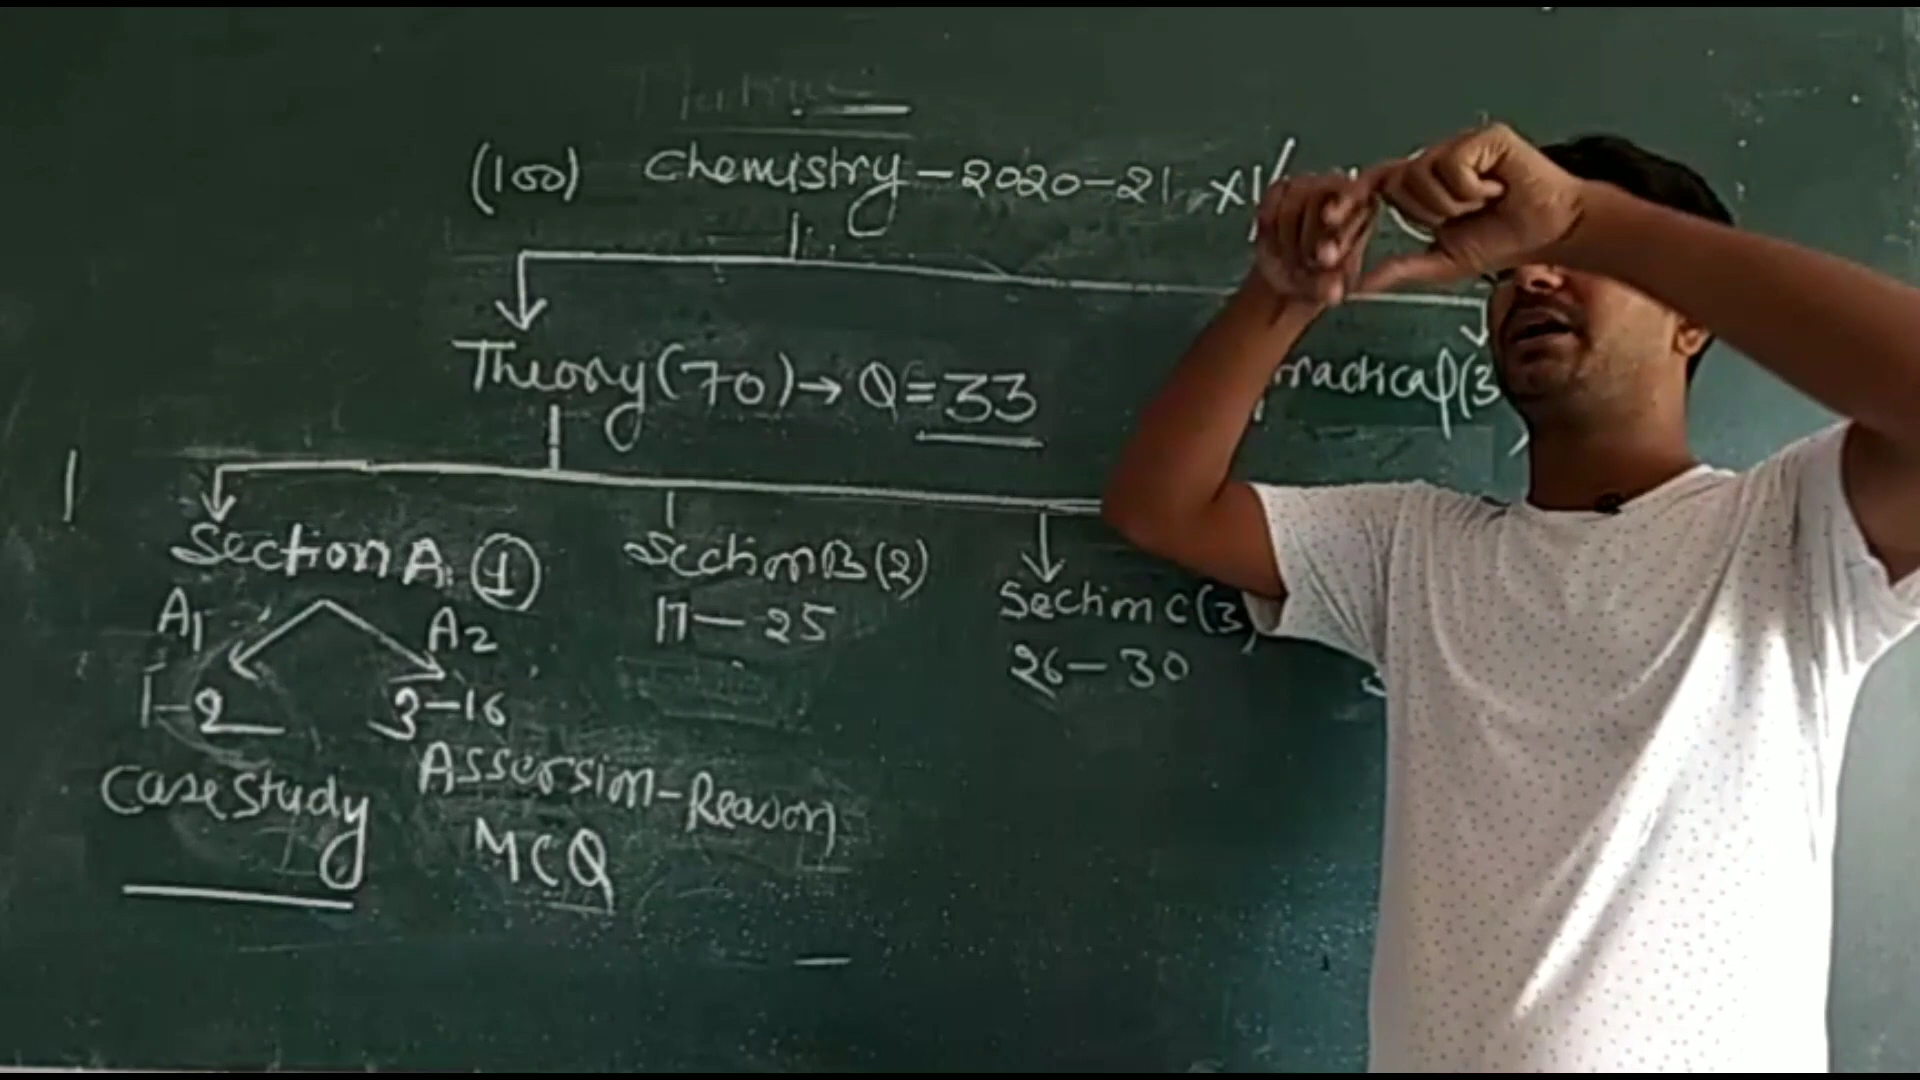 (100) Chemistry-2020-21, XI/
Theory(70)→Q=33
Practical(3
Section A. 1
Section B (2)
Section C (3)
A1
A2
17-25
26-30
1-2
3-16
Case study
Assersion-Reason
MCQ